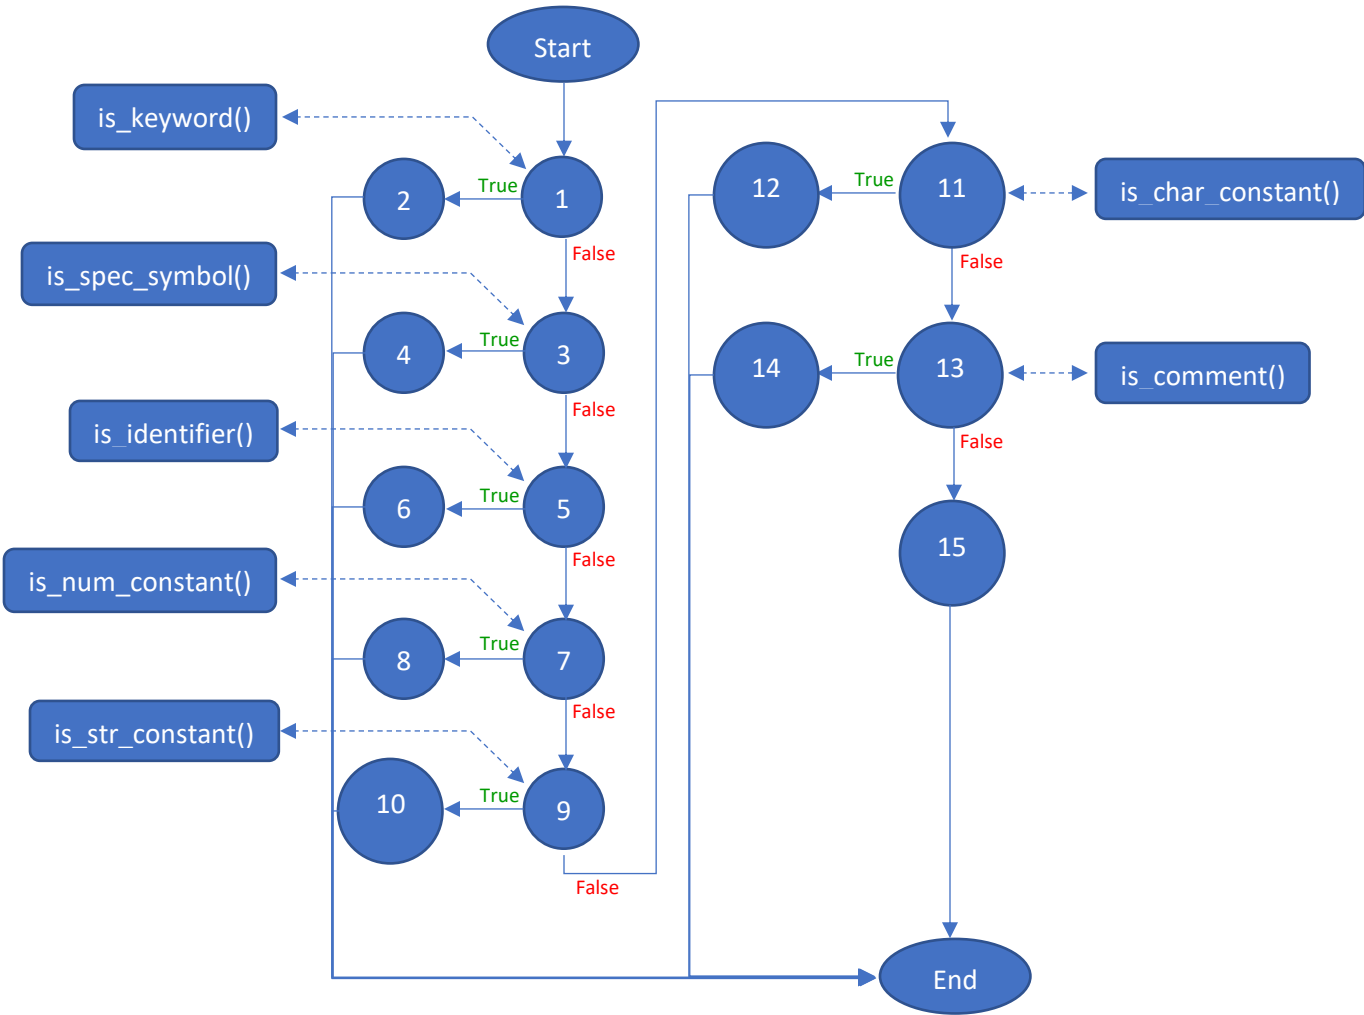 Start
is_keyword()
True
2
1
False
is_spec_symbol()
True
4
3
False
is_identifier()
True
6
5
False
is_num_constant()
True
8
7
False
is_str_constant()
True
10
9
False
12
True
11
is_char_constant()
False
14
True
13
is_comment()
False
15
End